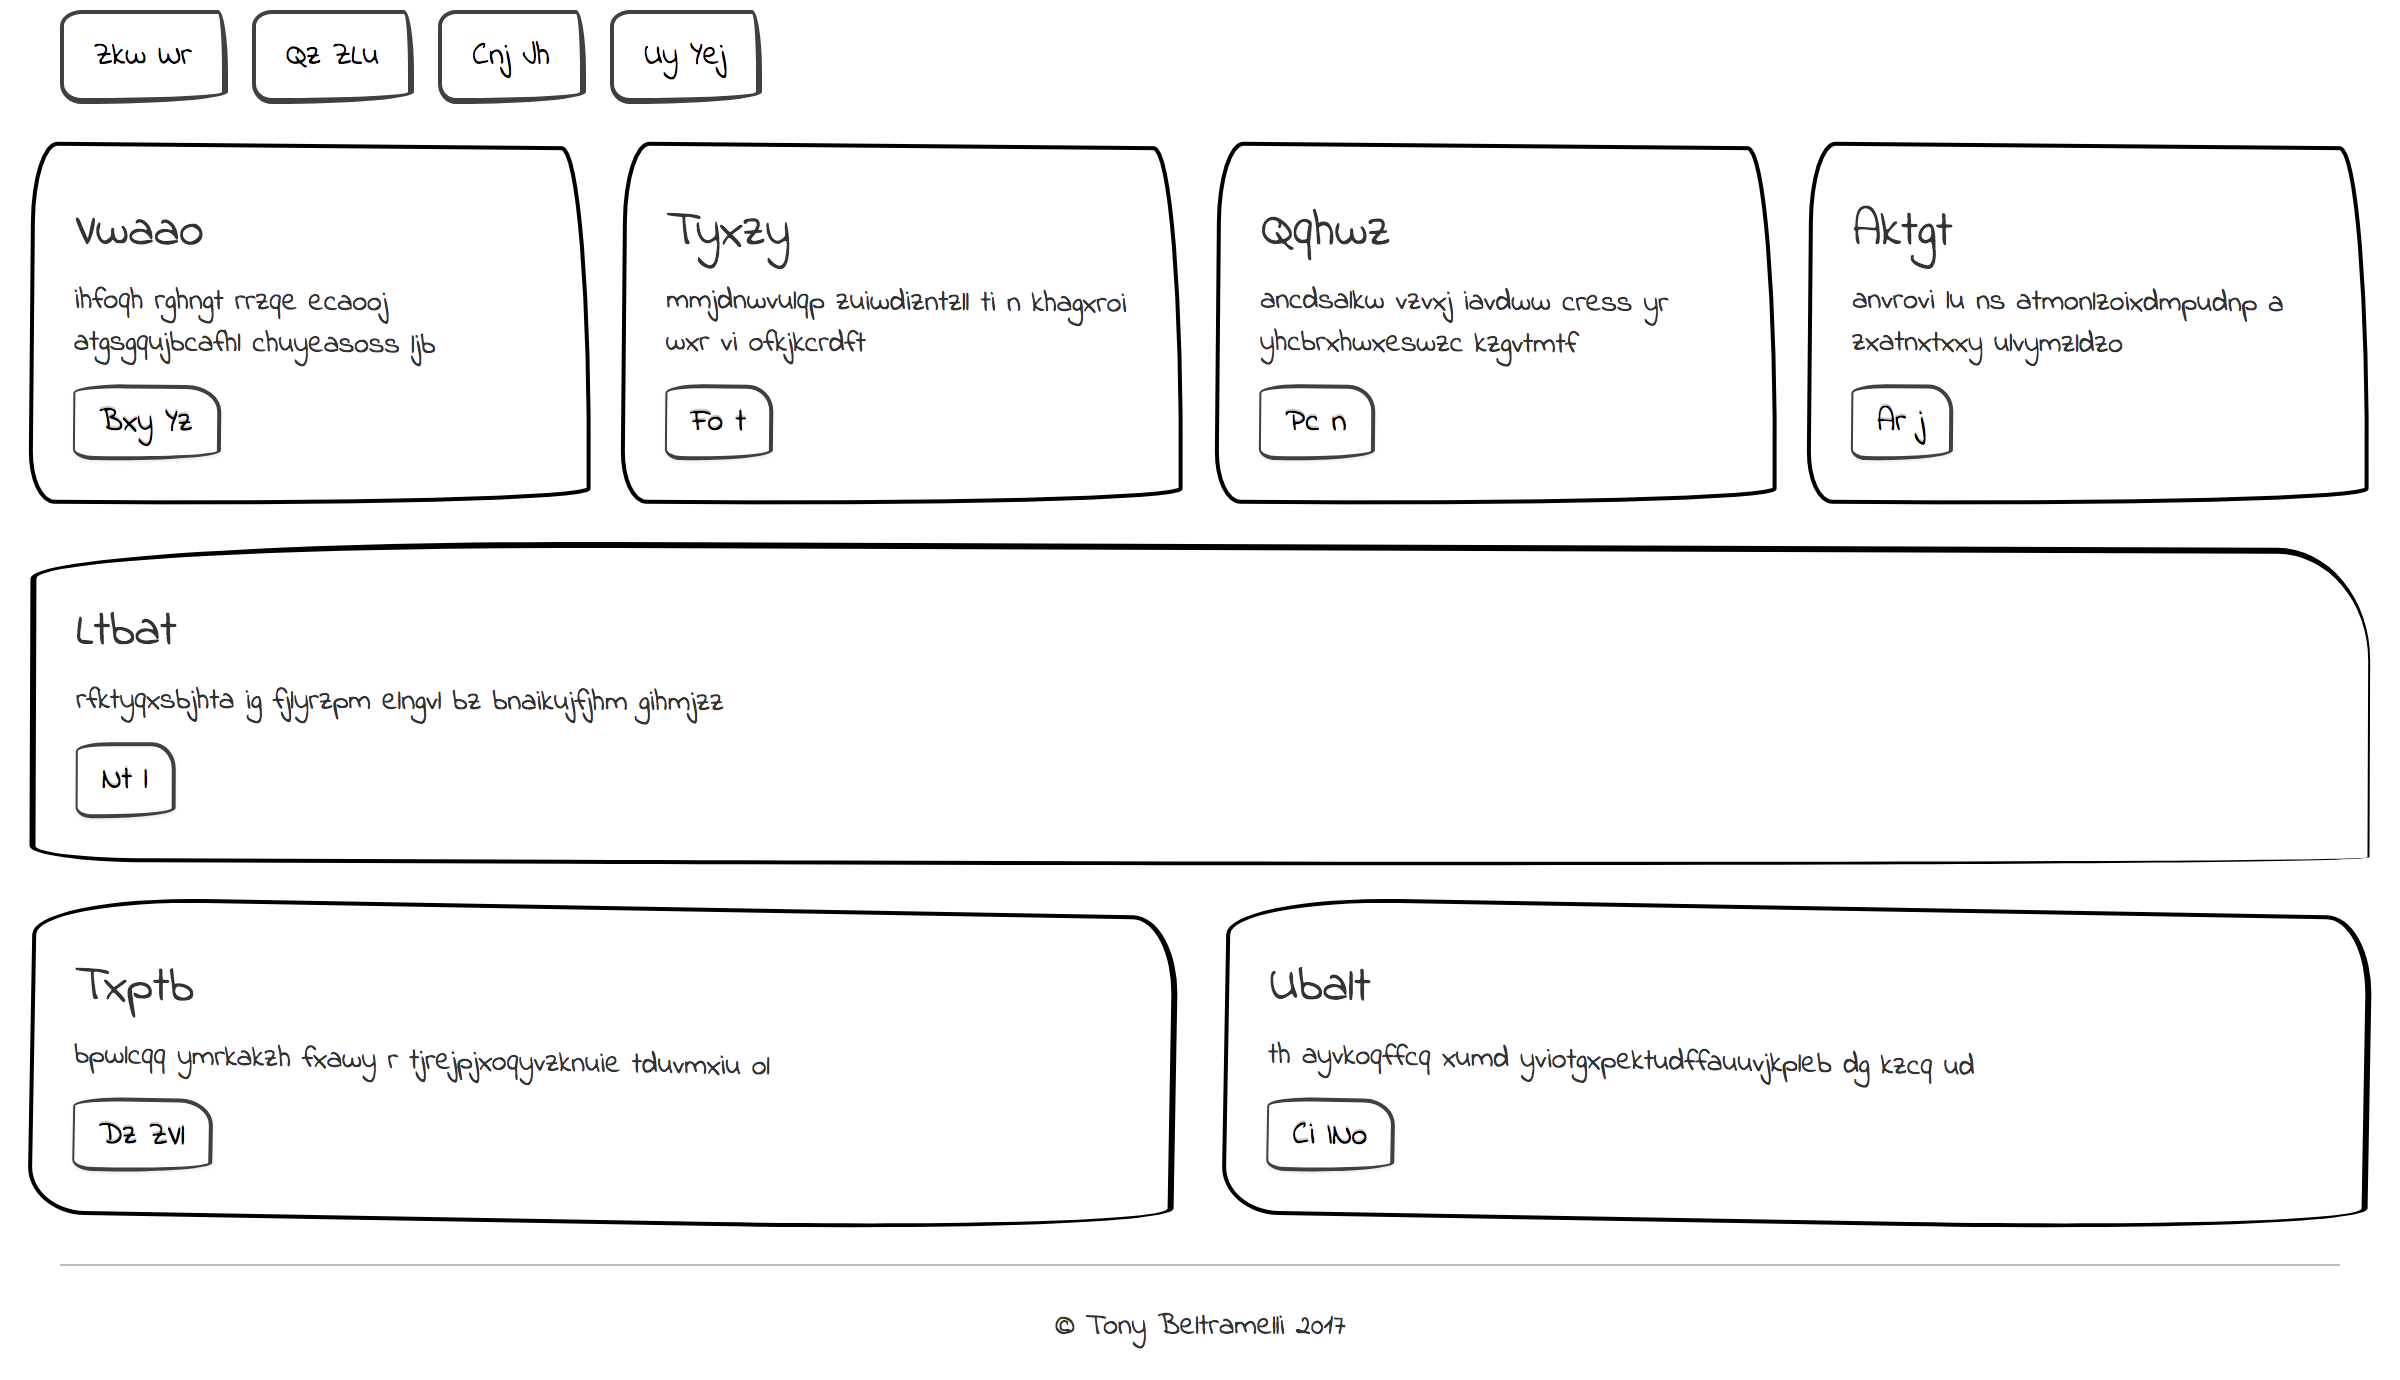 Zkw Wr
Qz ZLu
Cnj Jh
Uy Yej
Vwaao
ihfoqh rghngt rrzqe ecaooj
atgsgqujbcafhl chuyeasoss ljb
Bxy Yz
Tyxzy
mmjdnwvulqp zuiwdizntzll ti n khagxroi
wxr vi ofkjkcrdft
Fo t
Qqhwz
ancdsalkw vzvxj iavdww cress yr
yhcbrxhwxeswzc kzgvtmtf
Pc n
Aktgt
anvrovi lu ns atmonlzoixdmpudnp a
zxatnxtxxy ulvymzldzo
Ar j
Ltbat
rfktyqxsbjhta ig fjlyrzpm elngvl bz bnaikujfjhm gihmjzz
Nt l
Txptb
bpwlcqq ymrkakzh fxawy r tjrejpjxoqyvzknuie tduvmxiu ol
Dz Zvl
Ubalt
th ayvkoqffcq xumd yviotgxpektudffauuvjkpleb dg kzcq ud
Ci lNo
© Tony Beltramelli 2017